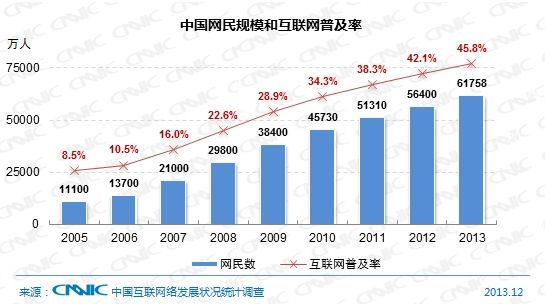 中国网民规模和互联网普及率
万人
75000
50000
25000
0
8.5% 10.5% 16.0% 22.6% 28.9% 34.3% 38.3% 42.1% 45.8%
11100 13700 21000 29800 38400 45730 51310 56400 61758
2005 2006 2007 2008 2009 2010 2011 2012 2013
网民数 互联网普及率
来源： CNNIC 中国互联网络发展状况统计调查 2013.12